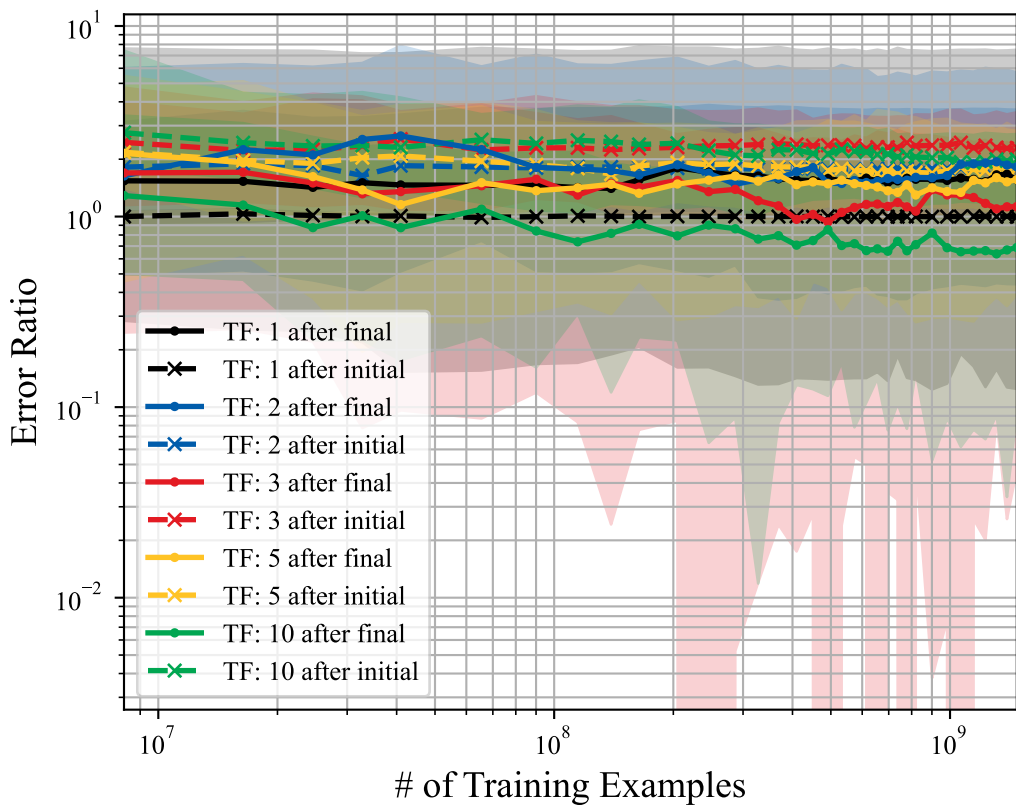 10^1
10^0
10^−1
10^−2
Error Ratio
TF: 1 after final
TF: 1 after initial
TF: 2 after final
TF: 2 after initial
TF: 3 after final
TF: 3 after initial
TF: 5 after final
TF: 5 after initial
TF: 10 after final
TF: 10 after initial
10^7 10^8 10^9
# of Training Examples